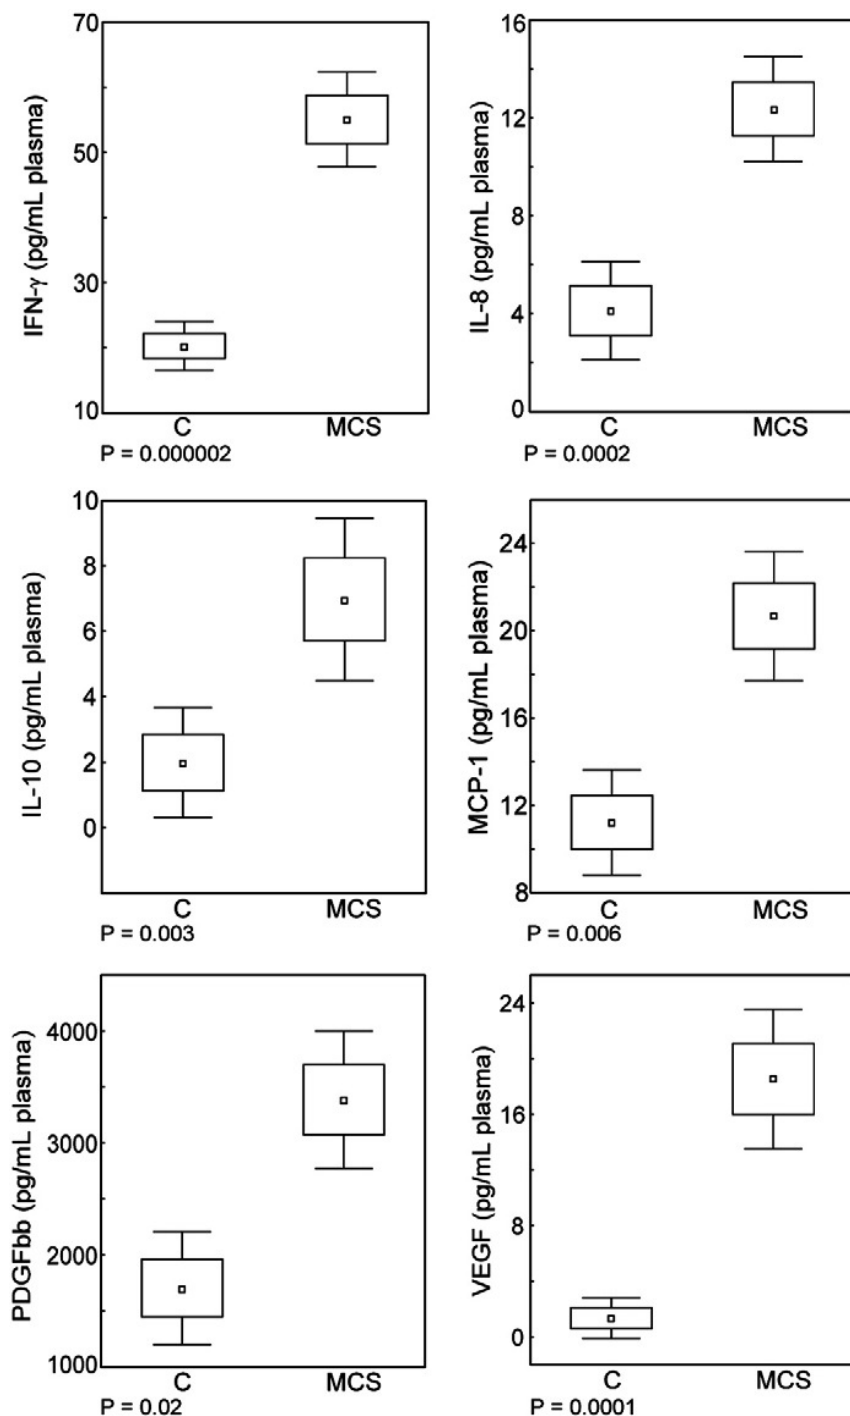 IFN-γ (pg/mL plasma)
70
50
30
10
C MCS
P = 0.000002
IL-8 (pg/mL plasma)
16
12
8
4
0
C MCS
P = 0.0002
IL-10 (pg/mL plasma)
10
8
6
4
2
0
C MCS
P = 0.003
MCP-1 (pg/mL plasma)
24
20
16
12
8
C MCS
P = 0.006
PDGFbb (pg/mL plasma)
4000
3000
2000
1000
C MCS
P = 0.02
VEGF (pg/mL plasma)
24
16
8
0
C MCS
P = 0.0001